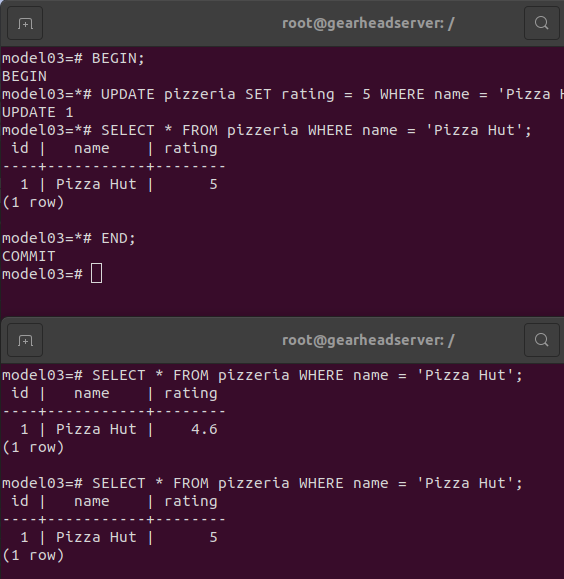 root@gearheadserver: /
model03=# BEGIN;
BEGIN
model03=*# UPDATE pizzeria SET rating = 5 WHERE name = 'Pizza
UPDATE 1
model03=*# SELECT * FROM pizzeria WHERE name = 'Pizza Hut';
 id |   name    | rating
----+-----------+--------
  1 | Pizza Hut |      5
(1 row)
model03=*# END;
COMMIT
model03=#
root@gearheadserver: /
model03=# SELECT * FROM pizzeria WHERE name = 'Pizza Hut';
 id |   name    | rating
----+-----------+--------
  1 | Pizza Hut |    4.6
(1 row)
model03=# SELECT * FROM pizzeria WHERE name = 'Pizza Hut';
 id |   name    | rating
----+-----------+--------
  1 | Pizza Hut |      5
(1 row)